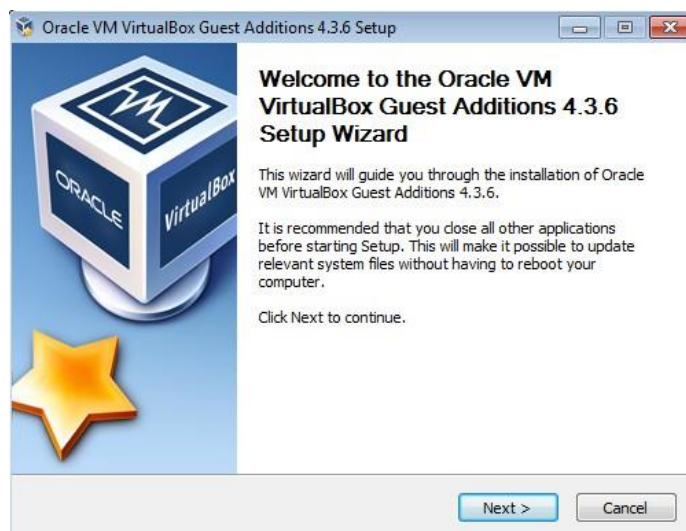 Oracle VM VirtualBox Guest Additions 4.3.6 Setup
VM
ORACLE
VirtualBox
Welcome to the Oracle VM
VirtualBox Guest Additions 4.3.6
Setup Wizard
This wizard will guide you through the installation of Oracle
VM VirtualBox Guest Additions 4.3.6.
It is recommended that you close all other applications
before starting Setup. This will make it possible to update
relevant system files without having to reboot your
computer.
Click Next to continue.
Next >
Cancel